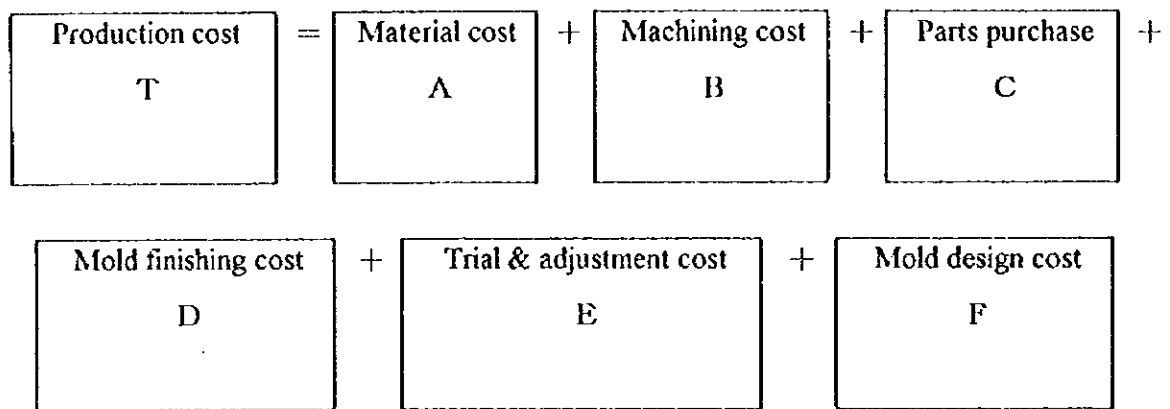 Production cost = Material cost + Machining cost + Parts purchase +
T A B C
Mold finishing cost + Trial & adjustment cost + Mold design cost
D E F